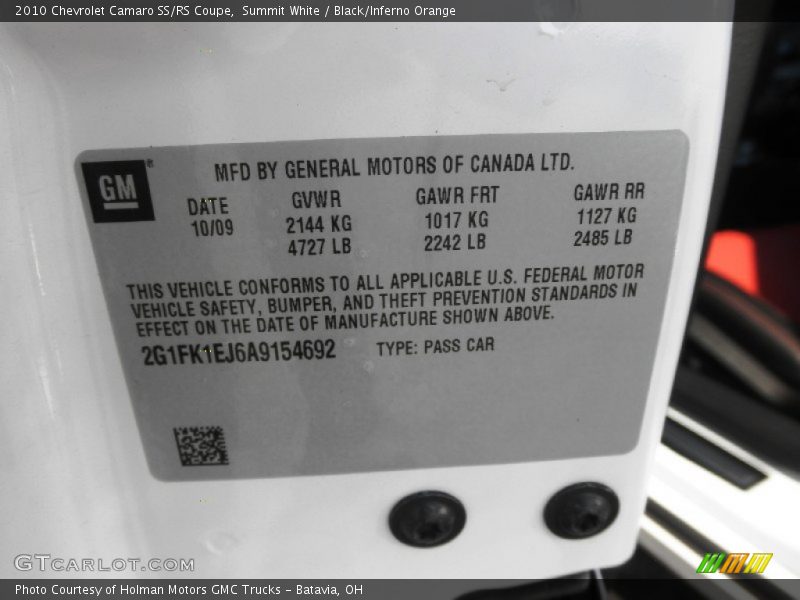 2010 Chevrolet Camaro SS/RS Coupe,  Summit White / Black/Inferno Orange
GM®
MFD BY GENERAL MOTORS OF CANADA LTD.
DATE GVWR GAWR FRT GAWR RR
10/09 2144 KG 1017 KG 1127 KG
4727 LB 2242 LB 2485 LB
THIS VEHICLE CONFORMS TO ALL APPLICABLE U.S. FEDERAL MOTOR
VEHICLE SAFETY, BUMPER, AND THEFT PREVENTION STANDARDS IN
EFFECT ON THE DATE OF MANUFACTURE SHOWN ABOVE.
2G1FK1EJ6A9154692 TYPE: PASS CAR
GTCARLOT.COM
Photo Courtesy of Holman Motors GMC Trucks - Batavia, OH